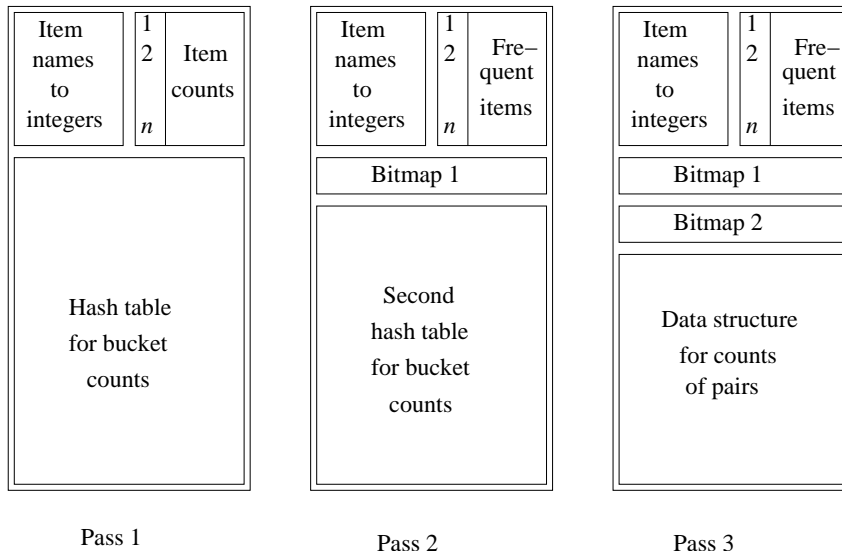 Item
names
to
integers
1
2
n
Item
counts
Hash table
for bucket
counts
Pass 1
Item
names
to
integers
1
2
n
Fre–
quent
items
Bitmap 1
Second
hash table
for bucket
counts
Pass 2
Item
names
to
integers
1
2
n
Fre–
quent
items
Bitmap 1
Bitmap 2
Data structure
for counts
of pairs
Pass 3